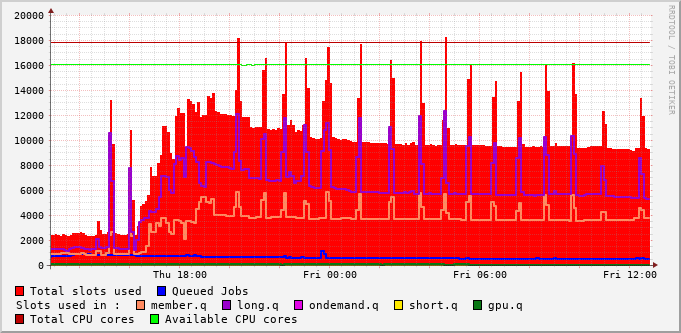 20000
18000
16000
14000
12000
10000
8000
6000
4000
2000
0
Thu 18:00 Fri 00:00 Fri 06:00 Fri 12:00
RRDTOOL / TOBI OETIKER
Total slots used Queued Jobs
Slots used in : member.q long.q ondemand.q short.q gpu.q
Total CPU cores Available CPU cores